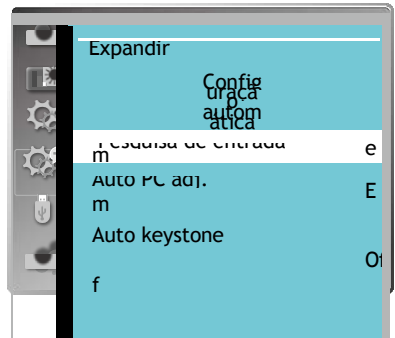 Expandir
Config
uraçã
p.
autom
ática
Pesquisa de entrada
m e
Auto PC adj.
m E
Auto keystone
Of
f